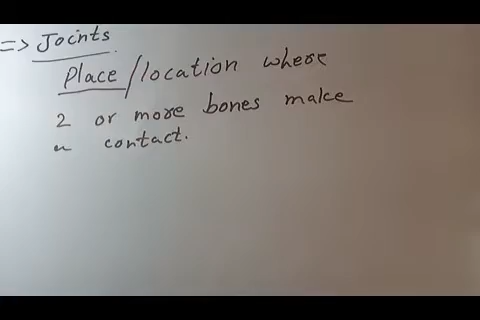 => Joints
Place/location where
2 or more bones make
contact.